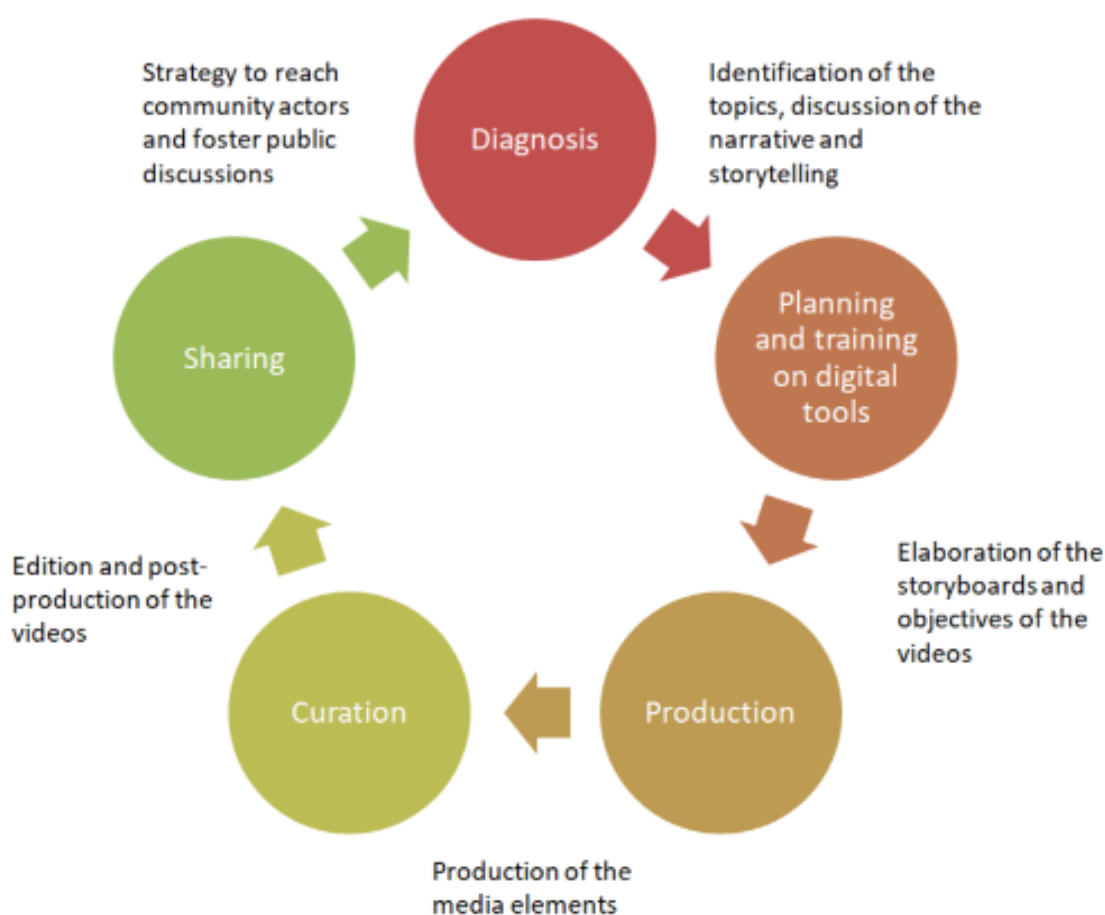 Diagnosis
Identification of the
topics, discussion of the
narrative and
storytelling
Planning
and training
on digital
tools
Elaboration of the
storyboards and
objectives of the
videos
Production
Production of the
media elements
Curation
Edition and post-
production of the
videos
Sharing
Strategy to reach
community actors
and foster public
discussions